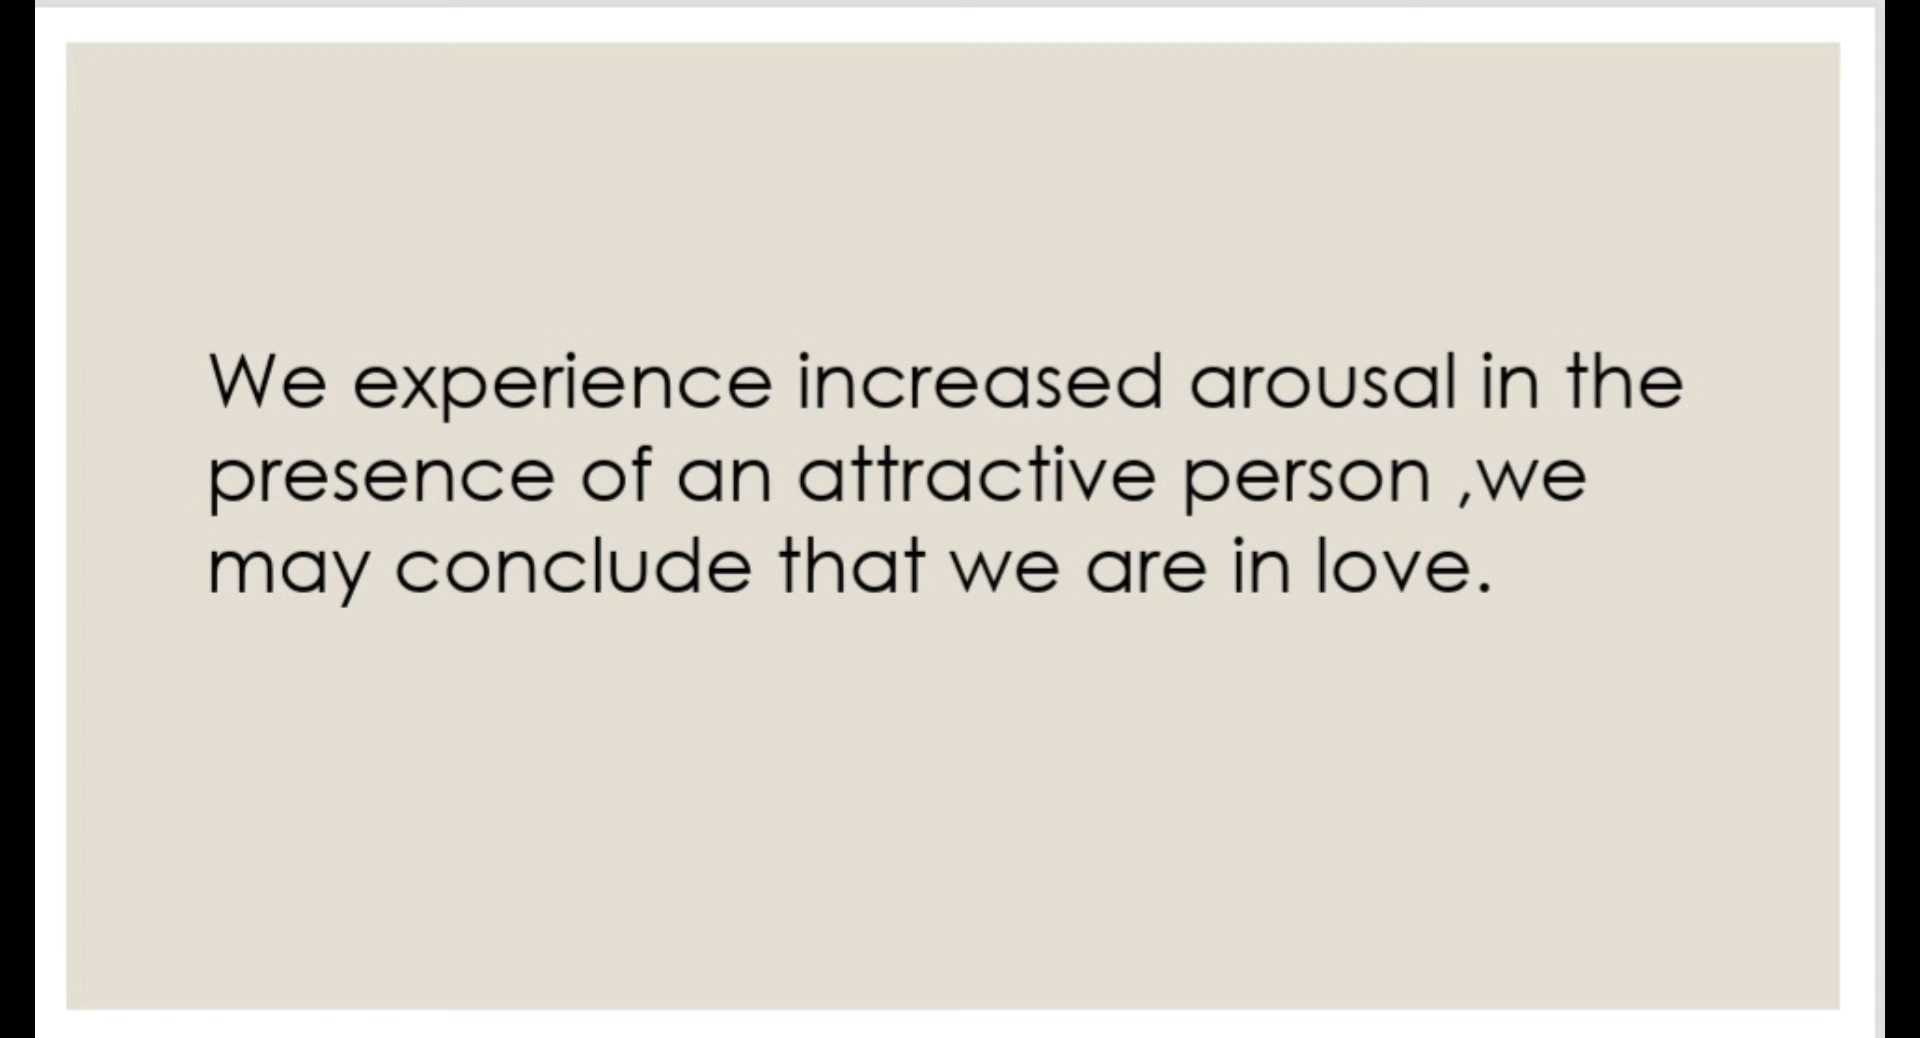 We experience increased arousal in the
presence of an attractive person ,we
may conclude that we are in love.